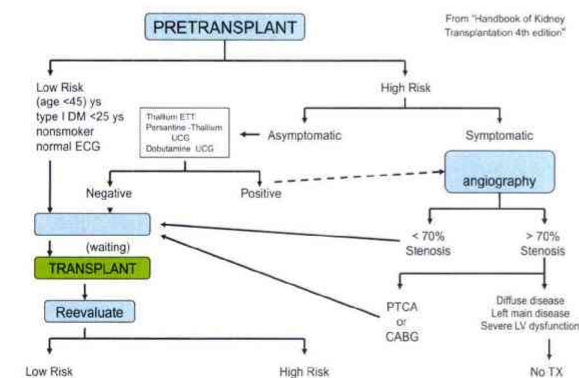 PRETRANSPLANT
From "Handbook of Kidney
Transplantation 4th edition"
Low Risk
(age <45) ys
type I DM <25 ys
nonsmoker
normal ECG
High Risk
Thallium ETT
Persantine -Thallium
UCG
Dobutamine UCG
Asymptomatic
Symptomatic
Negative
Positive
angiography
< 70%
Stenosis
> 70%
Stenosis
(waiting)
TRANSPLANT
Reevaluate
PTCA
or
CABG
Diffuse disease
Left main disease
Severe LV dysfunction
Low Risk
High Risk
No TX